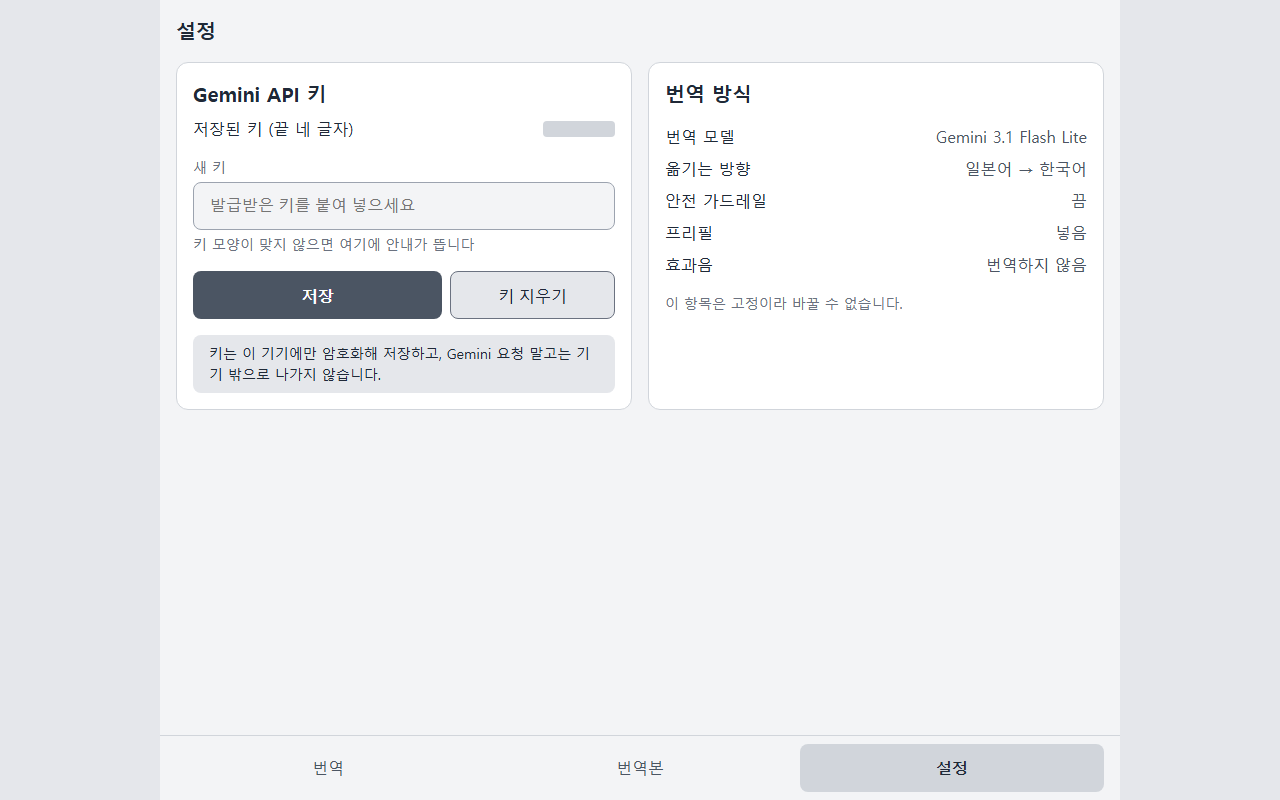 설정
Gemini API 키
저장된 키 (끝 네 글자)
새 키
발급받은 키를 붙여 넣으세요
키 모양이 맞지 않으면 여기에 안내가 뜹니다
저장
키 지우기
키는 이 기기에만 암호화해 저장하고, Gemini 요청 말고는 기
기 밖으로 나가지 않습니다.
번역 방식
번역 모델
Gemini 3.1 Flash Lite
옮기는 방향
일본어 → 한국어
안전 가드레일
끔
프리필
넣음
효과음
번역하지 않음
이 항목은 고정이라 바꿀 수 없습니다.
번역
번역본
설정